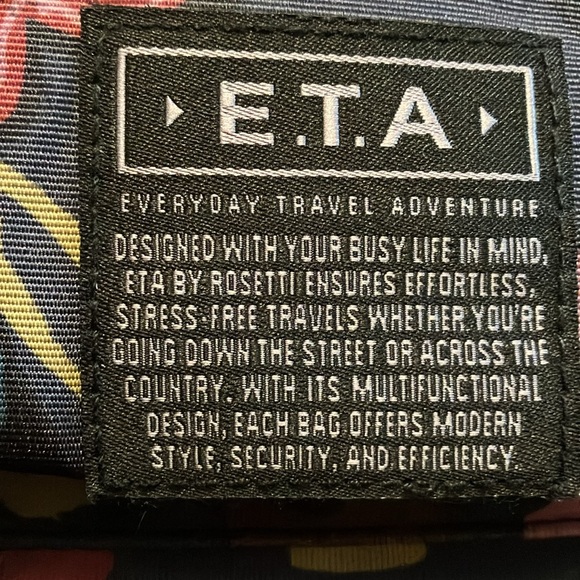 E.T.A
EVERYDAY TRAVEL ADVENTURE
DESIGNED WITH YOUR BUSY LIFE IN MIND,
ETA BY ROSETTI ENSURES EFFORTLESS,
STRESS-FREE TRAVELS WHETHER YOU'RE
GOING DOWN THE STREET OR ACROSS THE
COUNTRY. WITH ITS MULTIFUNCTIONAL
DESIGN, EACH BAG OFFERS MODERN
STYLE, SECURITY, AND EFFICIENCY.